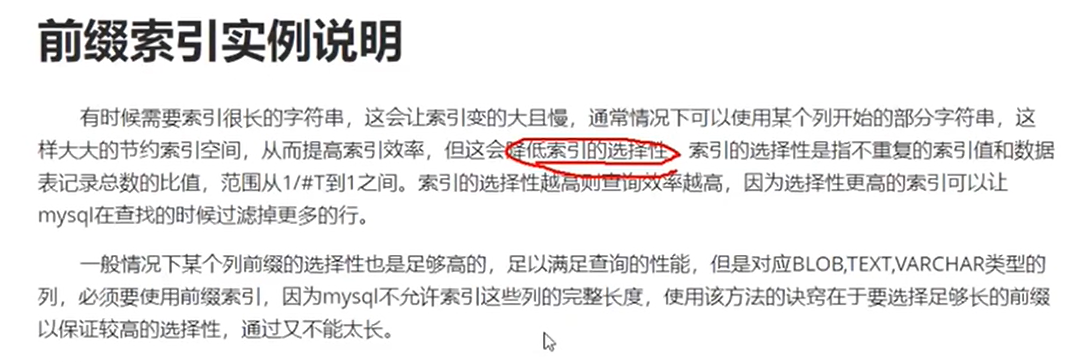 前缀索引实例说明
有时候需要索引很长的字符串，这会让索引变的大且慢，通常情况下可以使用某个列开始的部分字符串，这
样大大的节约索引空间，从而提高索引效率，但这会降低索引的选择性，索引的选择性是指不重复的索引值和数据
表记录总数的比值，范围从1/#T到1之间。索引的选择性越高则查询效率越高，因为选择性更高的索引可以让
mysql在查找的时候过滤掉更多的行。
一般情况下某个列前缀的选择性也是足够高的，足以满足查询的性能，但是对应BLOB,TEXT,VARCHAR类型的
列，必须要使用前缀索引，因为mysql不允许索引这些列的完整长度，使用该方法的诀窍在于要选择足够长的前缀
以保证较高的选择性，通过又不能太长。